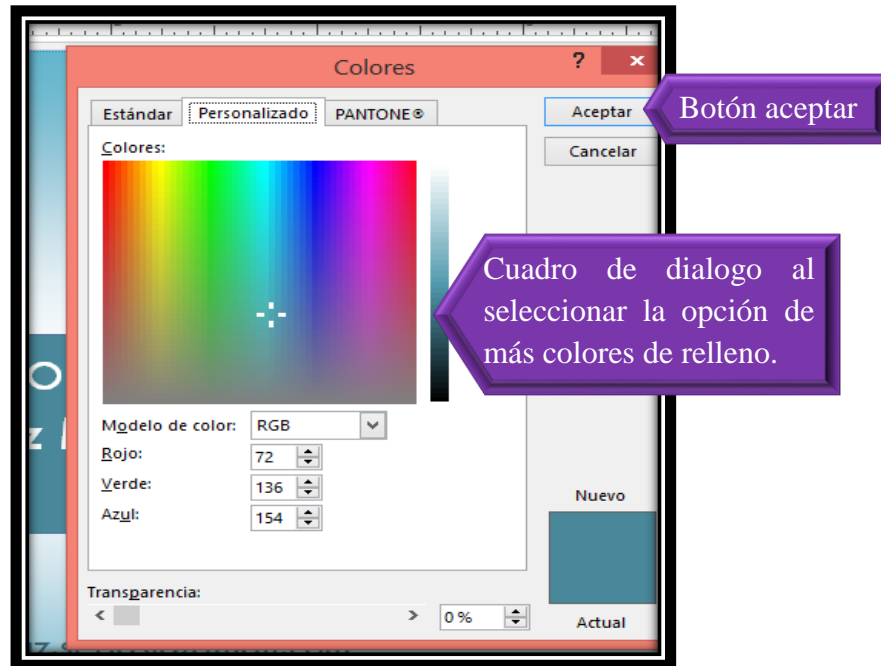 Colores
?
Estándar Personalizado PANTONE®
Aceptar
Botón aceptar
Cancelar
Colores:
Cuadro de dialogo al
seleccionar la opción de
más colores de relleno.
Modelo de color: RGB
Rojo: 72
Verde: 136
Azul: 154
Nuevo
Transparencia:
0 %
Actual